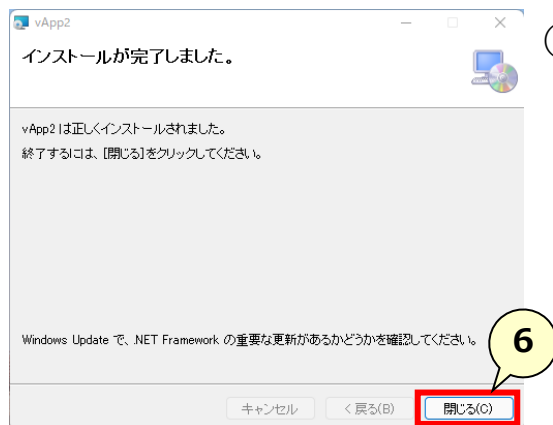 vApp2
インストールが完了しました。
vApp2 は正しくインストールされました。
終了するには、[閉じる]をクリックしてください。
Windows Update で、.NET Framework の重要な更新があるかどうかを確認してください。
6
キャンセル
< 戻る(B)
閉じる(C)